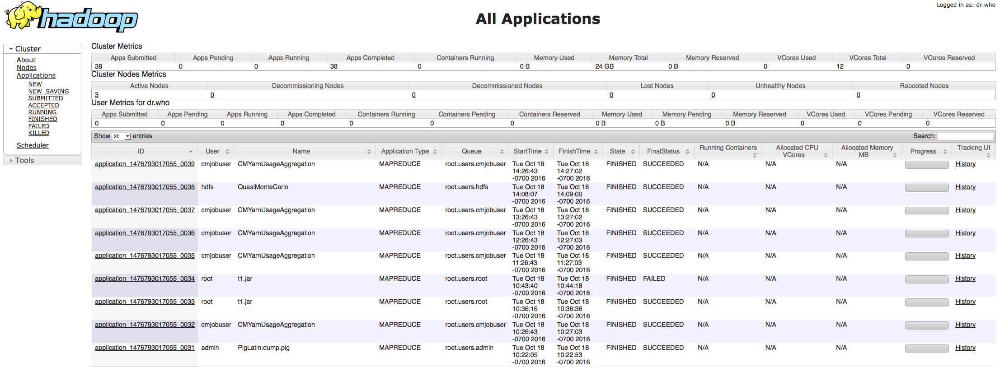 Logged in as: dr.who
hadoop
All Applications
Cluster
About
Nodes
Applications
NEW
NEW_SAVING
SUBMITTED
ACCEPTED
RUNNING
FINISHED
FAILED
KILLED
Scheduler
Tools
Cluster Metrics
Apps Submitted Apps Pending Apps Running Apps Completed Containers Running Memory Used Memory Total Memory Reserved VCores Used VCores Total VCores Reserved
38 0 0 38 0 0 B 24 GB 0 B 0 12 0
Cluster Nodes Metrics
Active Nodes Decommissioning Nodes Decommissioned Nodes Lost Nodes Unhealthy Nodes Rebooted Nodes
3 0 0 0 0 0
User Metrics for dr.who
Apps Submitted Apps Pending Apps Running Apps Completed Containers Running Containers Pending Containers Reserved Memory Used Memory Pending Memory Reserved VCores Used VCores Pending VCores Reserved
0 0 0 0 0 0 0 0 B 0 B 0 B 0 0 0
Show 20 entries Search:
ID User Name Application Type Queue StartTime FinishTime State FinalStatus Running Containers Allocated CPU VCores Allocated Memory MB Progress Tracking UI
application_1476793017055_0039 cmjobuser CMYarnUsageAggregation MAPREDUCE root.users.cmjobuser Tue Oct 18 Tue Oct 18 FINISHED SUCCEEDED N/A N/A N/A History
14:26:43 14:27:02
-0700 2016 -0700 2016
application_1476793017055_0038 hdfs QuasiMonteCarlo MAPREDUCE root.users.hdfs Tue Oct 18 Tue Oct 18 FINISHED SUCCEEDED N/A N/A N/A History
14:08:07 14:09:00
-0700 2016 -0700 2016
application_1476793017055_0037 cmjobuser CMYarnUsageAggregation MAPREDUCE root.users.cmjobuser Tue Oct 18 Tue Oct 18 FINISHED SUCCEEDED N/A N/A N/A History
13:26:43 13:27:02
-0700 2016 -0700 2016
application_1476793017055_0036 cmjobuser CMYarnUsageAggregation MAPREDUCE root.users.cmjobuser Tue Oct 18 Tue Oct 18 FINISHED SUCCEEDED N/A N/A N/A History
12:26:43 12:27:03
-0700 2016 -0700 2016
application_1476793017055_0035 cmjobuser CMYarnUsageAggregation MAPREDUCE root.users.cmjobuser Tue Oct 18 Tue Oct 18 FINISHED SUCCEEDED N/A N/A N/A History
11:26:43 11:27:03
-0700 2016 -0700 2016
application_1476793017055_0034 root t1.jar MAPREDUCE root.users.root Tue Oct 18 Tue Oct 18 FINISHED FAILED N/A N/A N/A History
10:43:40 10:44:18
-0700 2016 -0700 2016
application_1476793017055_0033 root t1.jar MAPREDUCE root.users.root Tue Oct 18 Tue Oct 18 FINISHED SUCCEEDED N/A N/A N/A History
10:36:16 10:36:36
-0700 2016 -0700 2016
application_1476793017055_0032 cmjobuser CMYarnUsageAggregation MAPREDUCE root.users.cmjobuser Tue Oct 18 Tue Oct 18 FINISHED SUCCEEDED N/A N/A N/A History
10:26:43 10:27:03
-0700 2016 -0700 2016
application_1476793017055_0031 admin PigLatin:dump.pig MAPREDUCE root.users.admin Tue Oct 18 Tue Oct 18 FINISHED SUCCEEDED N/A N/A N/A History
10:22:05 10:22:53
-0700 2016 -0700 2016